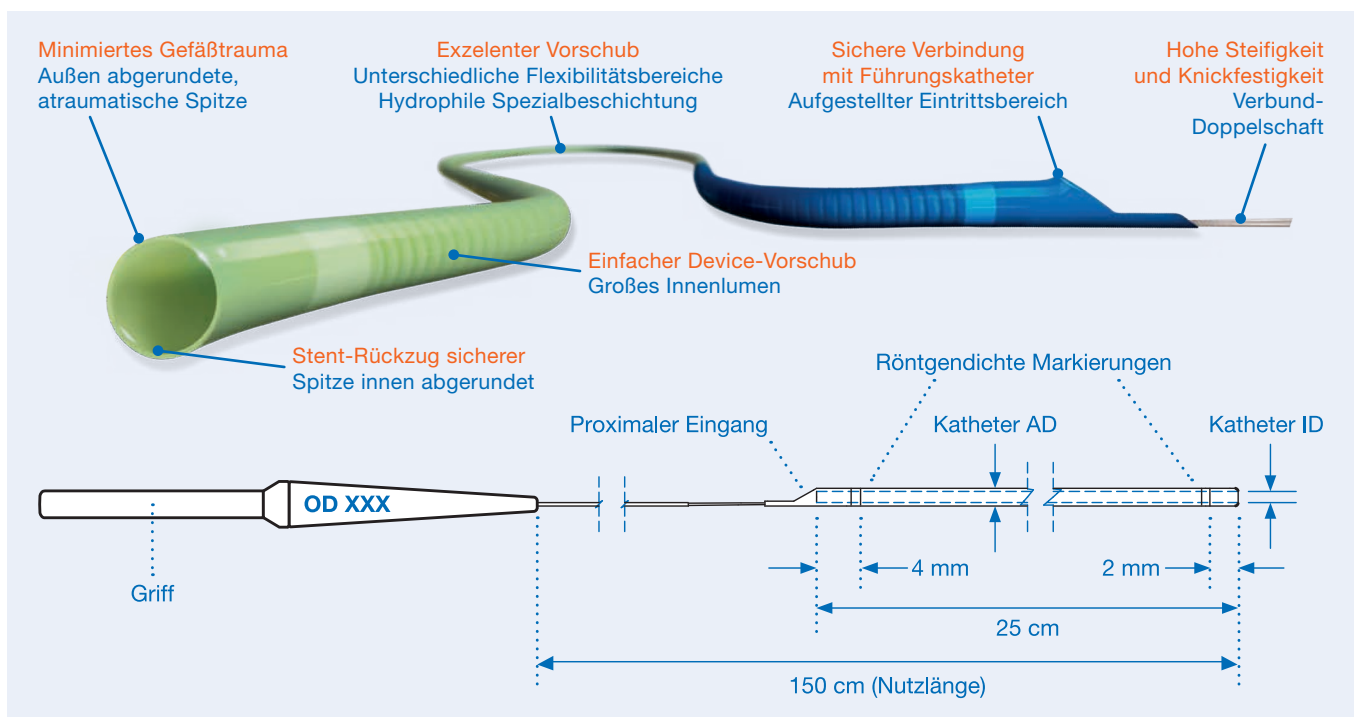 Minimiertes Gefäßtrauma
Außen abgerundete,
atraumatische Spitze
Exzelenter Vorschub
Unterschiedliche Flexibilitätsbereiche
Hydrophile Spezialbeschichtung
Sichere Verbindung
mit Führungskatheter
Aufgestellter Eintrittsbereich
Hohe Steifigkeit
und Knickfestigkeit
Verbund-
Doppelschaft
Einfacher Device-Vorschub
Großes Innenlumen
Stent-Rückzug sicherer
Spitze innen abgerundet
Röntgendichte Markierungen
Proximaler Eingang
Katheter AD
Katheter ID
OD XXX
Griff
4 mm
2 mm
25 cm
150 cm (Nutzlänge)